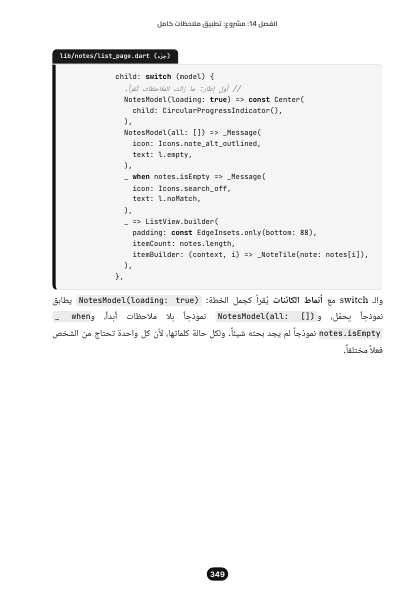 الفصل 14: مشروع: تطبيق ملاحظات كامل
lib/notes/list_page.dart (جزء)
child: switch (model) {
// أول إطار: ما زالت الملاحظات تُقرأ.
NotesModel(loading: true) => const Center(
child: CircularProgressIndicator(),
),
NotesModel(all: []) => _Message(
icon: Icons.note_alt_outlined,
text: l.empty,
),
_ when notes.isEmpty => _Message(
icon: Icons.search_off,
text: l.noMatch,
),
_ => ListView.builder(
padding: const EdgeInsets.only(bottom: 88),
itemCount: notes.length,
itemBuilder: (context, i) => _NoteTile(note: notes[i]),
),
},
والـ switch مع أنماط الكائنات يُقرأ كجمل الخطة: NotesModel(loading: true) يطابق
نموذجاً يحمّل، و NotesModel(all: []) نموذجاً بلا ملاحظات أبداً، و _ when
notes.isEmpty نموذجاً لم يجد بحثه شيئاً. ولكل حالة كلماتها، لأن كل واحدة تحتاج من الشخص
فعلاً مختلفاً.
349